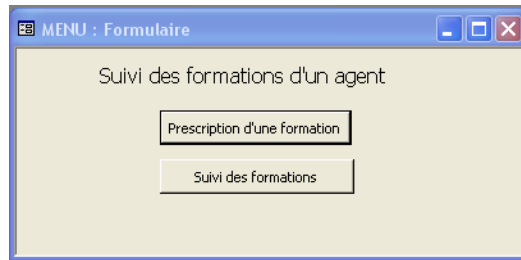 MENU : Formulaire
Suivi des formations d'un agent
Prescription d'une formation
Suivi des formations